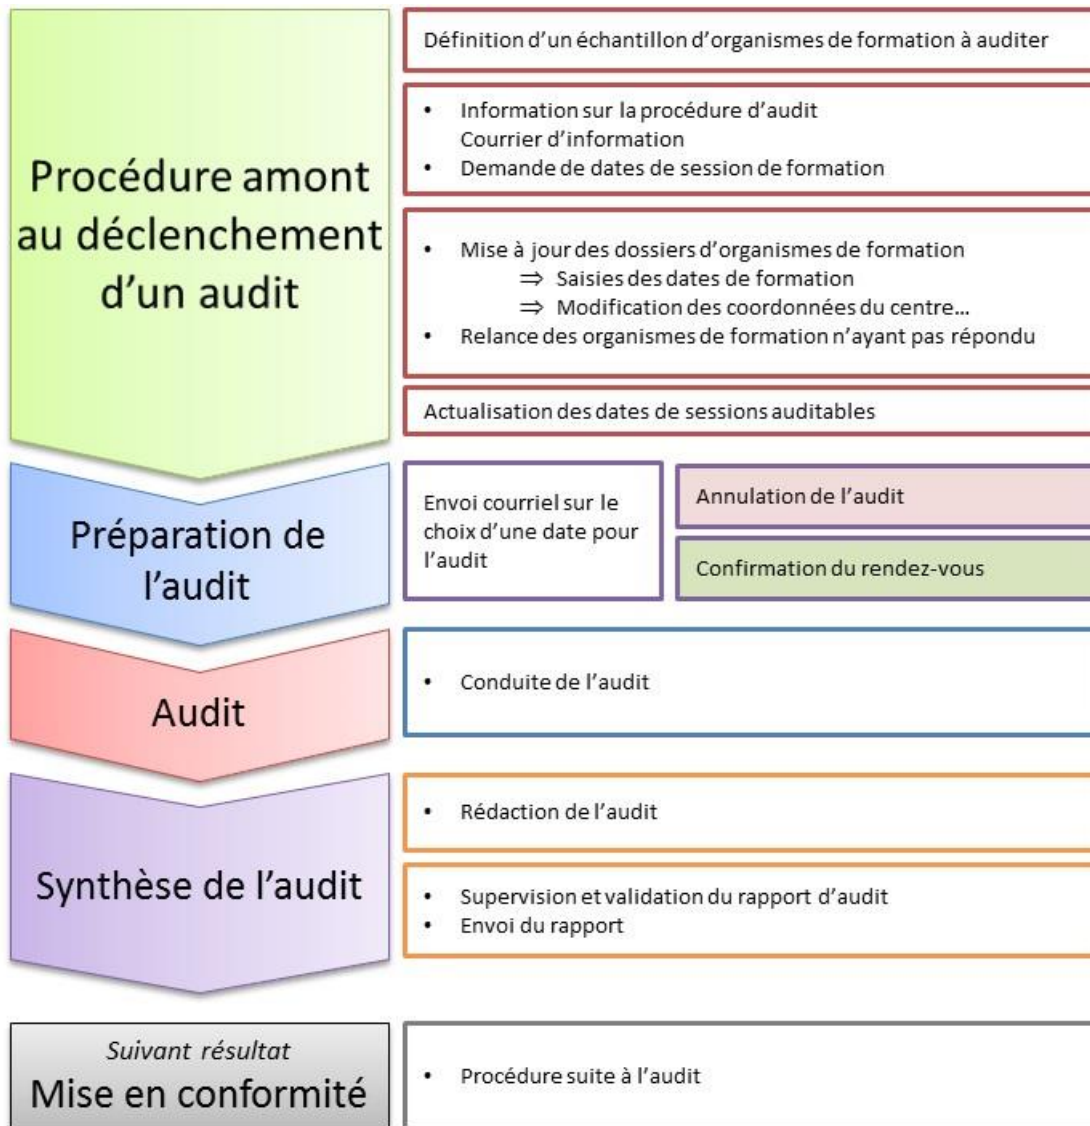 Procédure amont
au déclenchement
d'un audit
Définition d'un échantillon d'organismes de formation à auditer
• Information sur la procédure d'audit
Courrier d'information
• Demande de dates de session de formation
• Mise à jour des dossiers d'organismes de formation
⇒ Saisies des dates de formation
⇒ Modification des coordonnées du centre…
• Relance des organismes de formation n'ayant pas répondu
Actualisation des dates de sessions auditables
Préparation de
l'audit
Envoi courriel sur le
choix d'une date pour
l'audit
Annulation de l'audit
Confirmation du rendez-vous
Audit
• Conduite de l'audit
Synthèse de l'audit
• Rédaction de l'audit
• Supervision et validation du rapport d'audit
• Envoi du rapport
Suivant résultat
Mise en conformité
• Procédure suite à l'audit